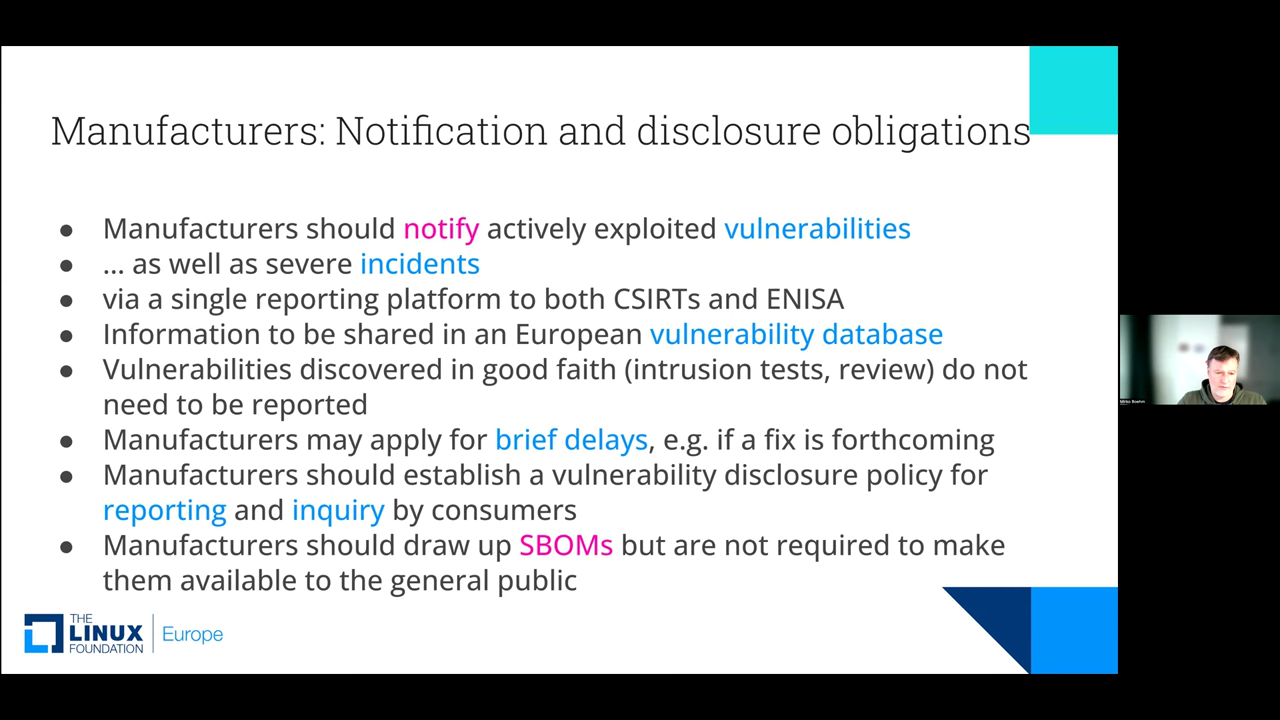 Manufacturers: Notification and disclosure obligations
● Manufacturers should notify actively exploited vulnerabilities
● ... as well as severe incidents
● via a single reporting platform to both CSIRTs and ENISA
● Information to be shared in an European vulnerability database
● Vulnerabilities discovered in good faith (intrusion tests, review) do not
need to be reported
● Manufacturers may apply for brief delays, e.g. if a fix is forthcoming
● Manufacturers should establish a vulnerability disclosure policy for
reporting and inquiry by consumers
● Manufacturers should draw up SBOMs but are not required to make
them available to the general public
THE
LINUX
FOUNDATION
Europe
Mirko Boehm